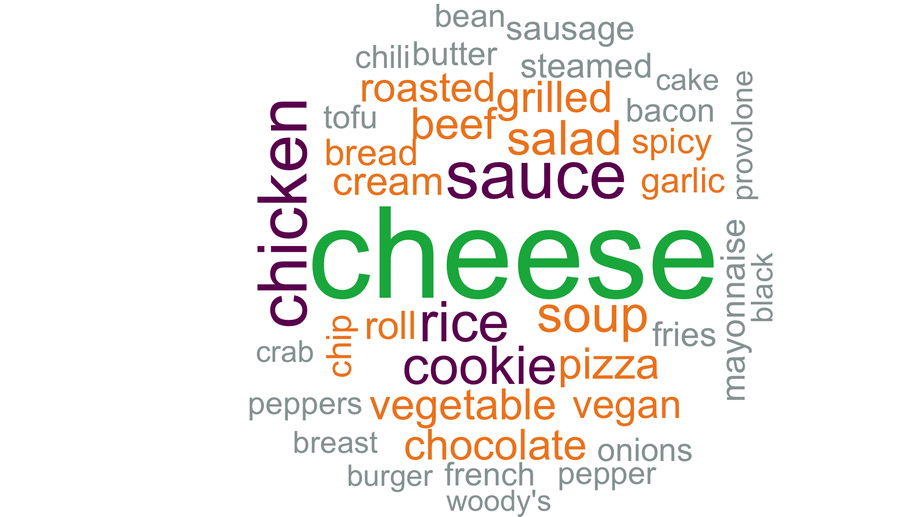 bean sausage
chili butter steamed cake
roasted grilled bacon provolone
tofu beef salad spicy
bread cream sauce garlic
chicken cheese
mayonnaise black
chip roll rice soup fries
crab cookie pizza
peppers vegetable vegan
breast chocolate onions
burger french pepper
woody's